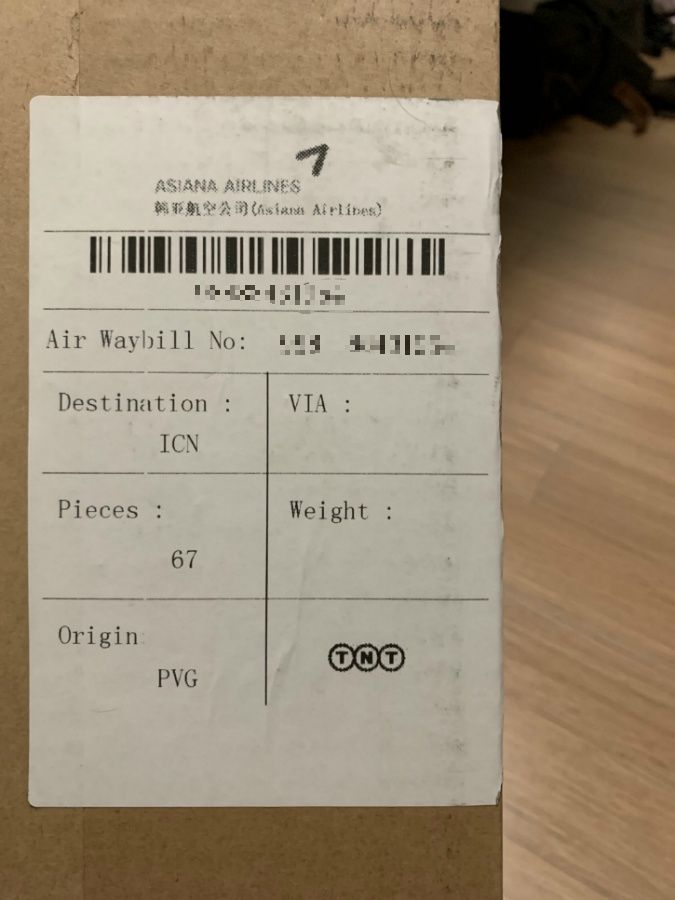 ASIANA AIRLINES
韩亚航空公司(Asiana Airlines)
Air Waybill No:
Destination :
VIA :
ICN
Pieces :
Weight :
67
Origin
PVG
TNT